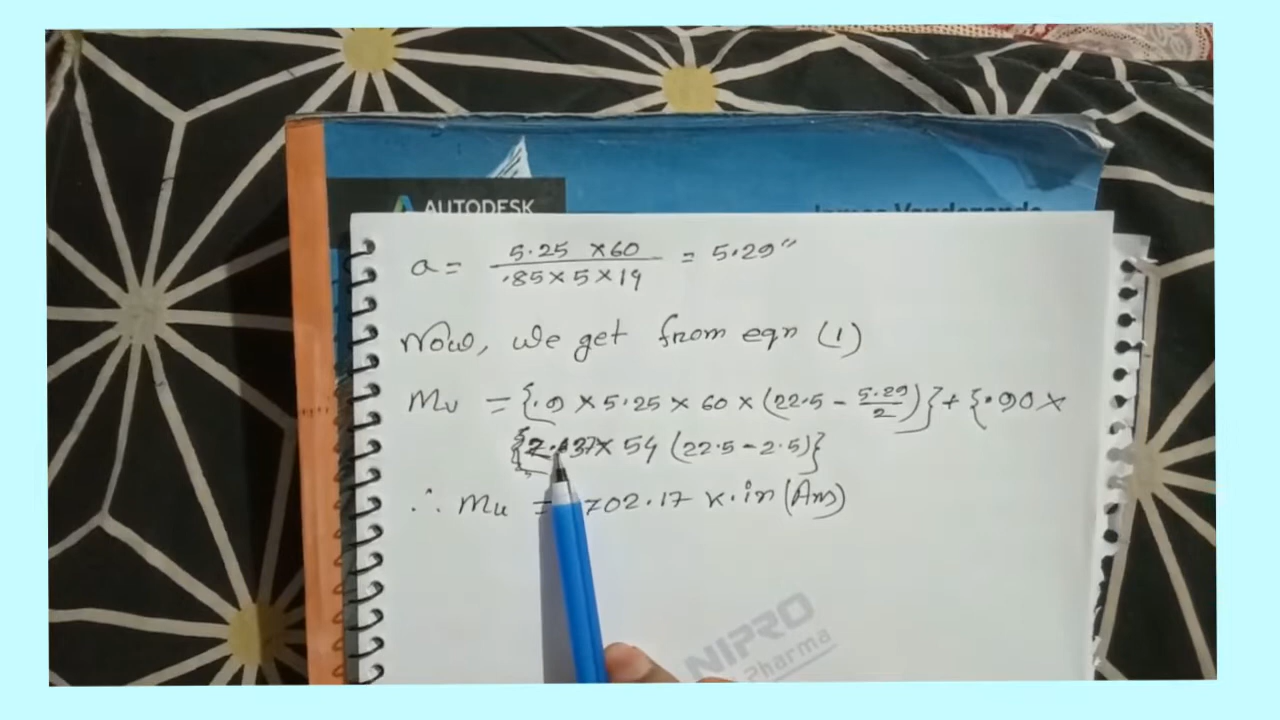 AUTODESK
a = 5.25 × 60 / .85 × 5 × 14 = 5.29"
Now, we get from eqn (1)
Mu = {.9 × 5.25 × 60 × (22.5 - 5.29/2)} + {.90 ×
× 54 (22.5 - 2.5)}
∴ Mu = 702.17 k.in (Ans)
NIPRO
Pharma